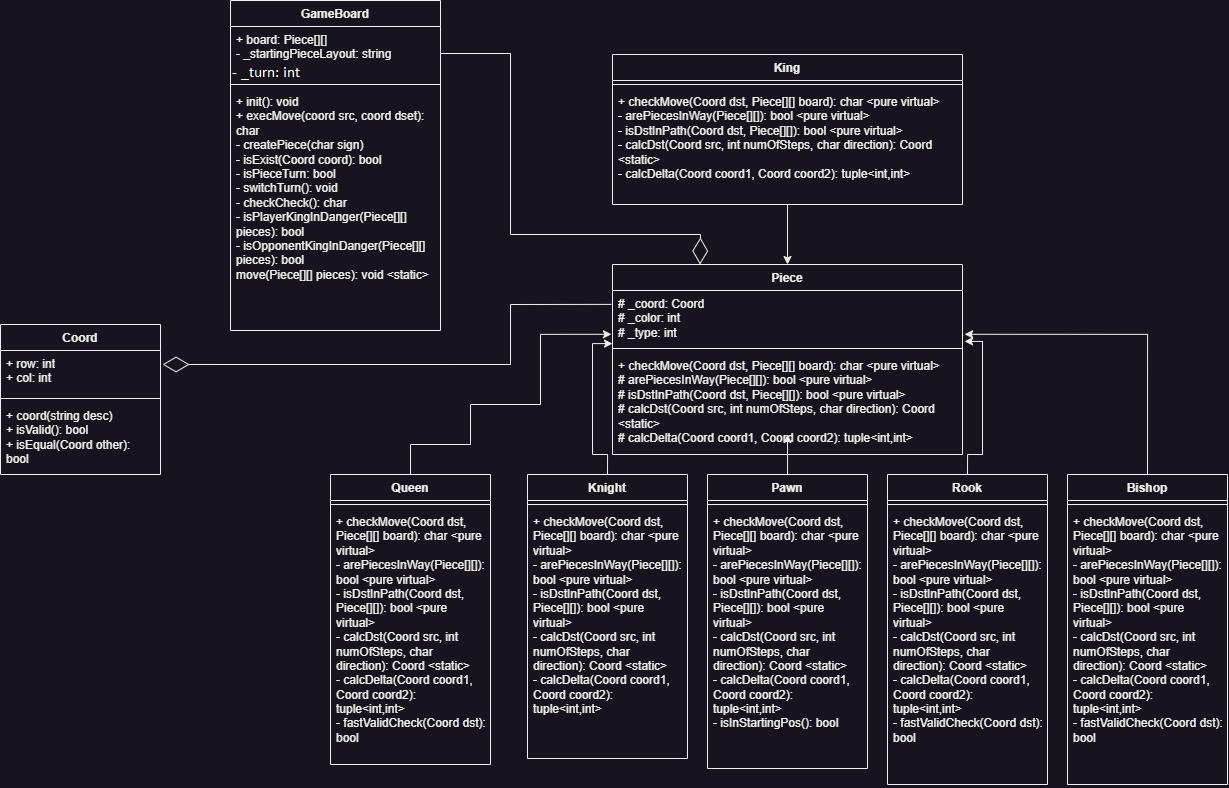 GameBoard
+ board: Piece[][]
- _startingPieceLayout: string
- _turn: int
+ init(): void
+ execMove(coord src, coord dset):
char
- createPiece(char sign)
- isExist(Coord coord): bool
- isPieceTurn: bool
- switchTurn(): void
- checkCheck(): char
- isPlayerKingInDanger(Piece[][]
pieces): bool
- isOpponentKingInDanger(Piece[][]
pieces): bool
move(Piece[][] pieces): void <static>
King
+ checkMove(Coord dst, Piece[][] board): char <pure virtual>
- arePiecesInWay(Piece[][]): bool <pure virtual>
- isDstInPath(Coord dst, Piece[][]): bool <pure virtual>
- calcDst(Coord src, int numOfSteps, char direction): Coord
<static>
- calcDelta(Coord coord1, Coord coord2): tuple<int,int>
Piece
# _coord: Coord
# _color: int
# _type: int
+ checkMove(Coord dst, Piece[][] board): char <pure virtual>
# arePiecesInWay(Piece[][]): bool <pure virtual>
# isDstInPath(Coord dst, Piece[][]): bool <pure virtual>
# calcDst(Coord src, int numOfSteps, char direction): Coord
<static>
# calcDelta(Coord coord1, Coord coord2): tuple<int,int>
Coord
+ row: int
+ col: int
+ coord(string desc)
+ isValid(): bool
+ isEqual(Coord other):
bool
Queen
+ checkMove(Coord dst,
Piece[][] board): char <pure
virtual>
- arePiecesInWay(Piece[][]):
bool <pure virtual>
- isDstInPath(Coord dst,
Piece[][]): bool <pure
virtual>
- calcDst(Coord src, int
numOfSteps, char
direction): Coord <static>
- calcDelta(Coord coord1,
Coord coord2):
tuple<int,int>
- fastValidCheck(Coord dst):
bool
Knight
+ checkMove(Coord dst,
Piece[][] board): char <pure
virtual>
- arePiecesInWay(Piece[][]):
bool <pure virtual>
- isDstInPath(Coord dst,
Piece[][]): bool <pure
virtual>
- calcDst(Coord src, int
numOfSteps, char
direction): Coord <static>
- calcDelta(Coord coord1,
Coord coord2):
tuple<int,int>
Pawn
+ checkMove(Coord dst,
Piece[][] board): char <pure
virtual>
- arePiecesInWay(Piece[][]):
bool <pure virtual>
- isDstInPath(Coord dst,
Piece[][]): bool <pure
virtual>
- calcDst(Coord src, int
numOfSteps, char
direction): Coord <static>
- calcDelta(Coord coord1,
Coord coord2):
tuple<int,int>
- isInStartingPos(): bool
Rook
+ checkMove(Coord dst,
Piece[][] board): char <pure
virtual>
- arePiecesInWay(Piece[][]):
bool <pure virtual>
- isDstInPath(Coord dst,
Piece[][]): bool <pure
virtual>
- calcDst(Coord src, int
numOfSteps, char
direction): Coord <static>
- calcDelta(Coord coord1,
Coord coord2):
tuple<int,int>
- fastValidCheck(Coord dst):
bool
Bishop
+ checkMove(Coord dst,
Piece[][] board): char <pure
virtual>
- arePiecesInWay(Piece[][]):
bool <pure virtual>
- isDstInPath(Coord dst,
Piece[][]): bool <pure
virtual>
- calcDst(Coord src, int
numOfSteps, char
direction): Coord <static>
- calcDelta(Coord coord1,
Coord coord2):
tuple<int,int>
- fastValidCheck(Coord dst):
bool